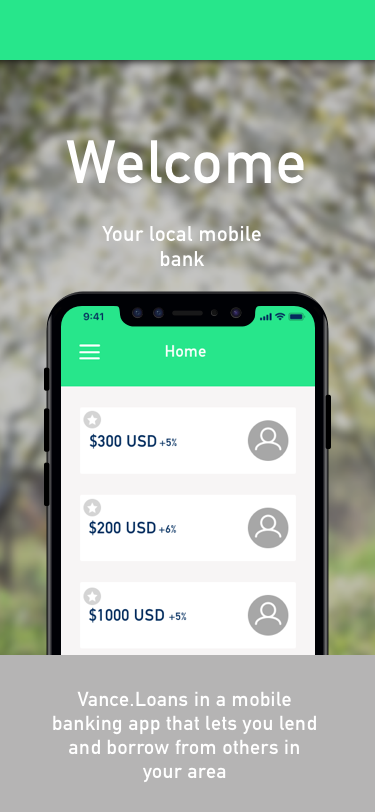 Welcome
Your local mobile
bank
9:41
Home
$300 USD +5%
$200 USD +6%
$1000 USD +5%
Vance.Loans in a mobile
banking app that lets you lend
and borrow from others in
your area